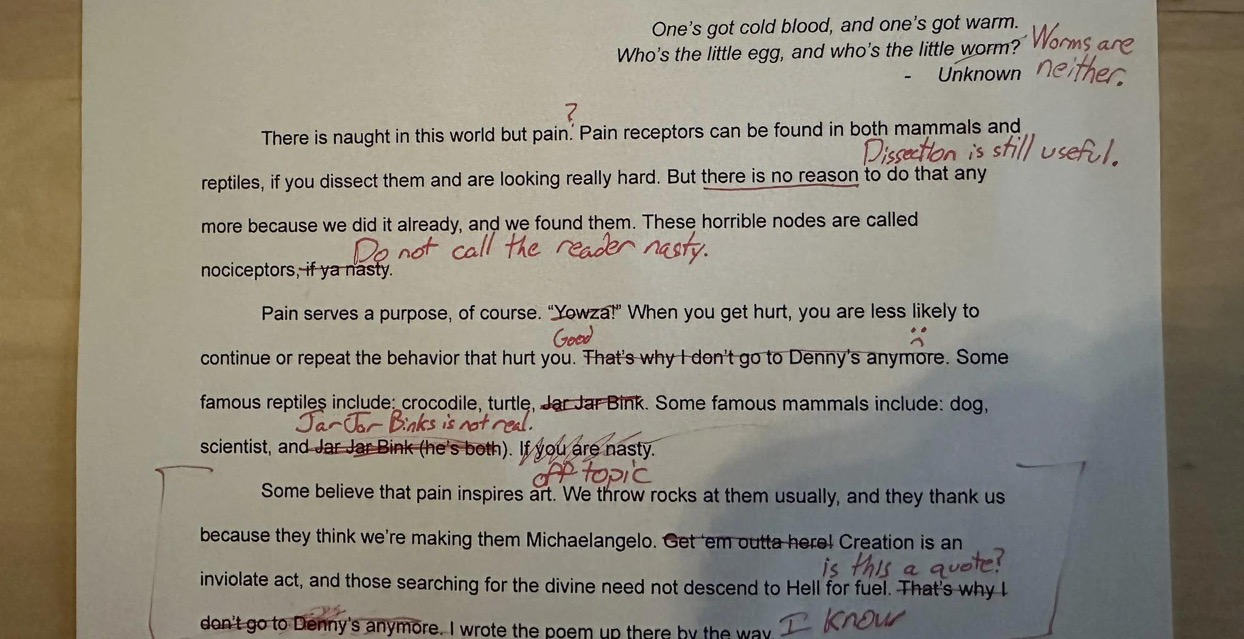 One's got cold blood, and one's got warm.
Who's the little egg, and who's the little worm?
Worms are
neither.
- Unknown
?
There is naught in this world but pain. Pain receptors can be found in both mammals and
Dissection is still useful.
reptiles, if you dissect them and are looking really hard. But there is no reason to do that any
more because we did it already, and we found them. These horrible nodes are called
Do not call the reader nasty.
nociceptors, if ya nasty.
Pain serves a purpose, of course. “Yowza!” When you get hurt, you are less likely to
Good
:(
continue or repeat the behavior that hurt you. That's why I don't go to Denny's anymore. Some
famous reptiles include: crocodile, turtle, Jar Jar Bink. Some famous mammals include: dog,
Jar Jar Binks is not real.
scientist, and Jar Jar Bink (he's both). If you are nasty.
off topic
Some believe that pain inspires art. We throw rocks at them usually, and they thank us
because they think we're making them Michaelangelo. Get 'em outta here! Creation is an
is this a quote?
inviolate act, and those searching for the divine need not descend to Hell for fuel. That's why I
don't go to Denny's anymore. I wrote the poem up there by the way.
I know